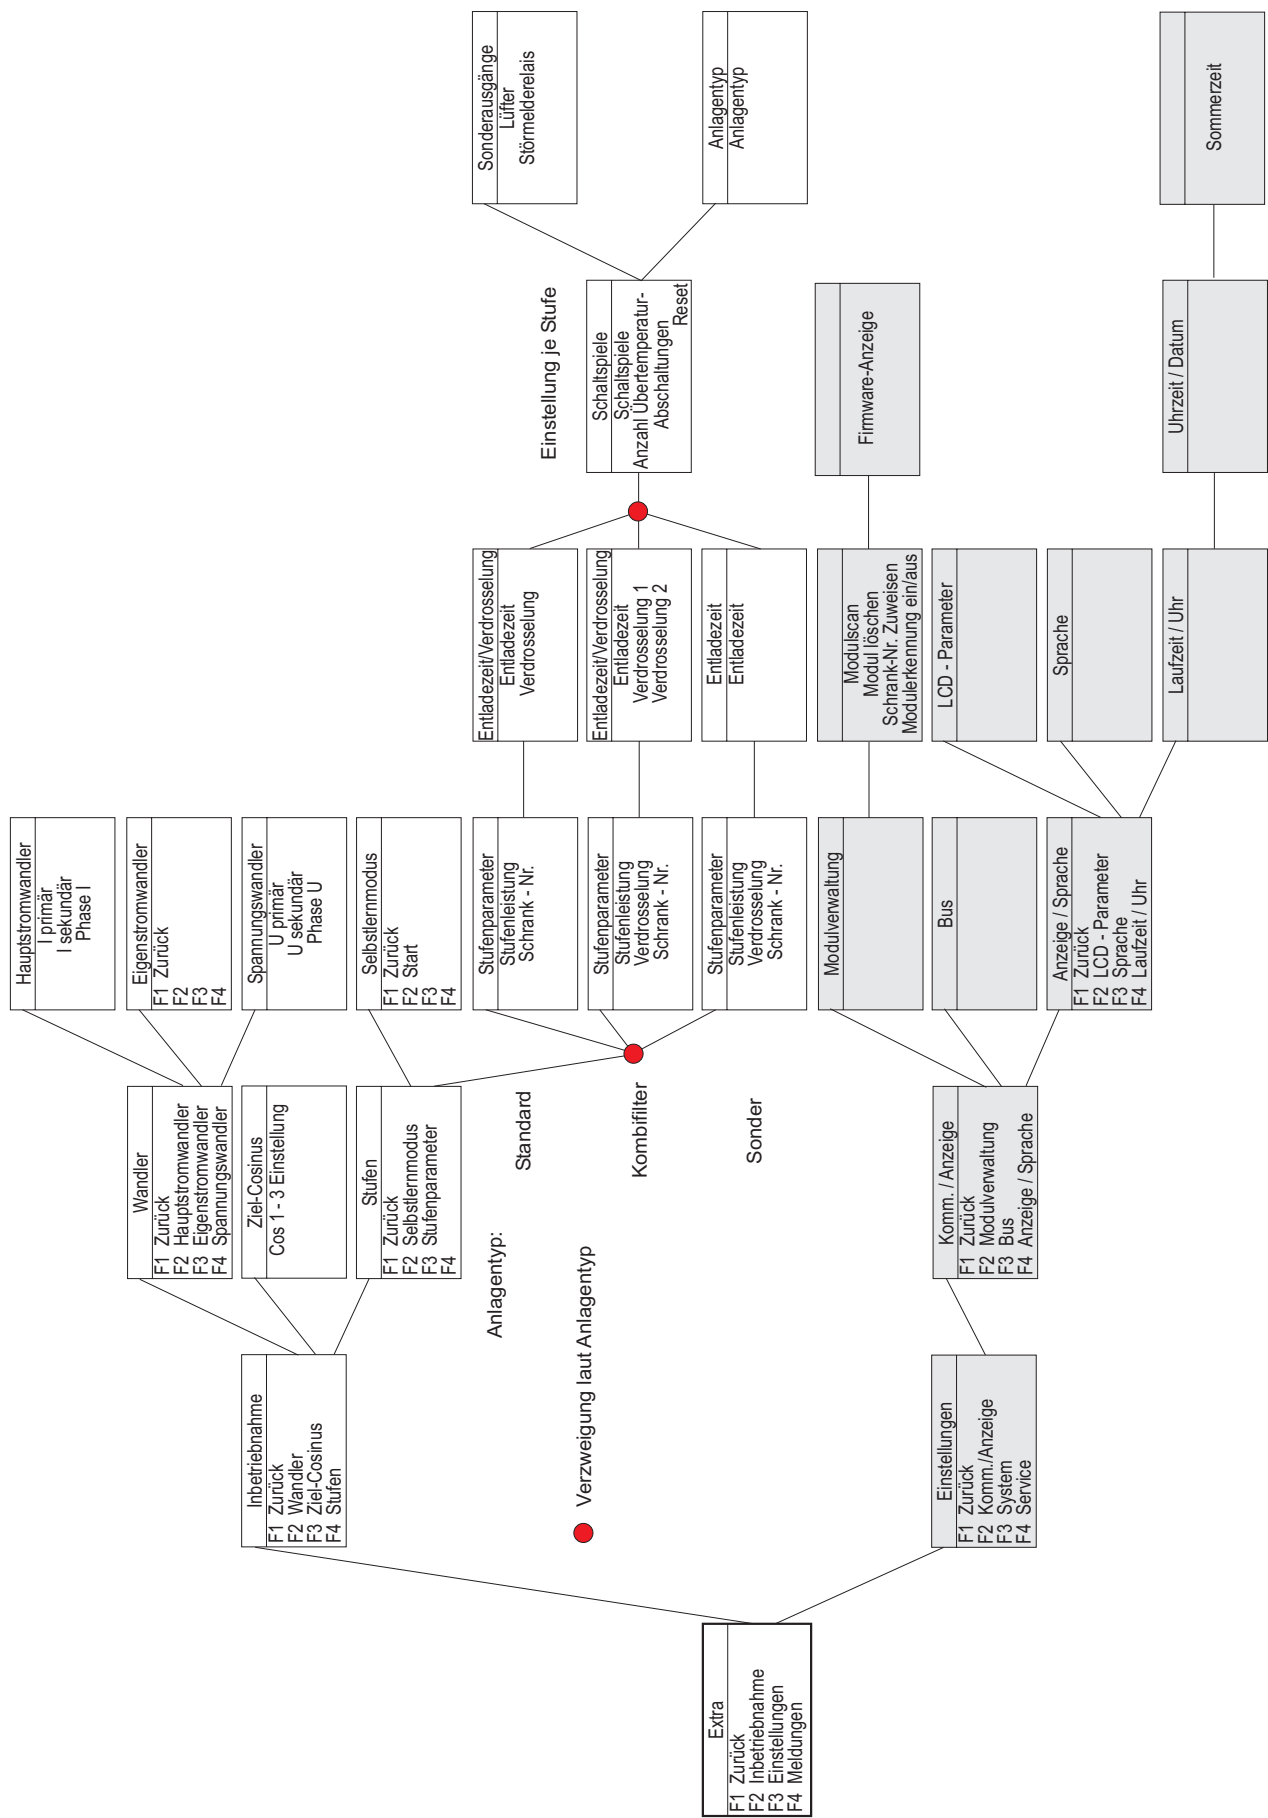 Extra
F1 Zurück
F2 Inbetriebnahme
F3 Einstellungen
F4 Meldungen
Inbetriebnahme
F1 Zurück
F2 Wandler
F3 Ziel-Cosinus
F4 Stufen
Verzweigung laut Anlagentyp
Einstellungen
F1 Zurück
F2 Komm./Anzeige
F3 System
F4 Service
Wandler
F1 Zurück
F2 Hauptstromwandler
F3 Eigenstromwandler
F4 Spannungswandler
Ziel-Cosinus
Cos 1 - 3 Einstellung
Stufen
F1 Zurück
F2 Selbstlernmodus
F3 Stufenparameter
F4
Anlagentyp:
Standard
Kombifilter
Sonder
Komm. / Anzeige
F1 Zurück
F2 Modulverwaltung
F3 Bus
F4 Anzeige / Sprache
Hauptstromwandler
I primär
I sekundär
Phase I
Eigenstromwandler
F1 Zurück
F2
F3
F4
Spannungswandler
U primär
U sekundär
Phase U
Selbstlernmodus
F1 Zurück
F2 Start
F3
F4
Stufenparameter
Stufenleistung
Schrank - Nr.
Stufenparameter
Stufenleistung
Verdrosselung
Schrank - Nr.
Stufenparameter
Stufenleistung
Verdrosselung
Schrank - Nr.
Modulverwaltung
Bus
Anzeige / Sprache
F1 Zurück
F2 LCD - Parameter
F3 Sprache
F4 Laufzeit / Uhr
Entladezeit/Verdrosselung
Entladezeit
Verdrosselung
Entladezeit/Verdrosselung
Entladezeit
Verdrosselung 1
Verdrosselung 2
Entladezeit
Entladezeit
Modulscan
Modul löschen
Schrank-Nr. Zuweisen
Modulerkennung ein/aus
LCD - Parameter
Sprache
Laufzeit / Uhr
Einstellung je Stufe
Schaltspiele
Schaltspiele
Anzahl Übertemperatur-
Abschaltungen
Reset
Firmware-Anzeige
Uhrzeit / Datum
Sonderausgänge
Lüfter
Störmelderelais
Anlagentyp
Anlagentyp
Sommerzeit